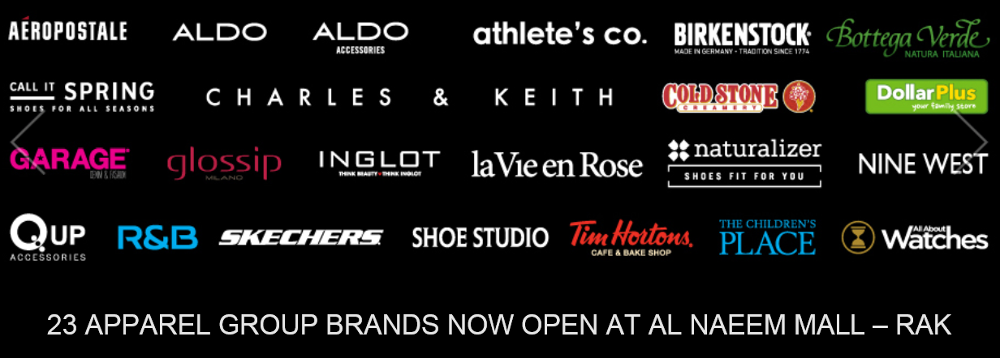 AÉROPOSTALE
ALDO
ALDO
ACCESSORIES
athlete's co.
BIRKENSTOCK
MADE IN GERMANY • TRADITION SINCE 1774
Bottega Verde
NATURA ITALIANA
CALL IT SPRING
SHOES FOR ALL SEASONS
CHARLES & KEITH
COLD STONE
CREAMERY
DollarPlus
your family store
GARAGE
DENIM & FASHION
glossip
MILANO
INGLOT
THINK BEAUTY ♥ THINK INGLOT
la Vie en Rose
naturalizer
SHOES FIT FOR YOU
NINE WEST
QUP
ACCESSORIES
R&B
SKECHERS
SHOE STUDIO
Tim Hortons.
CAFE & BAKE SHOP
THE CHILDREN'S
PLACE
All About
Watches
23 APPAREL GROUP BRANDS NOW OPEN AT AL NAEEM MALL – RAK